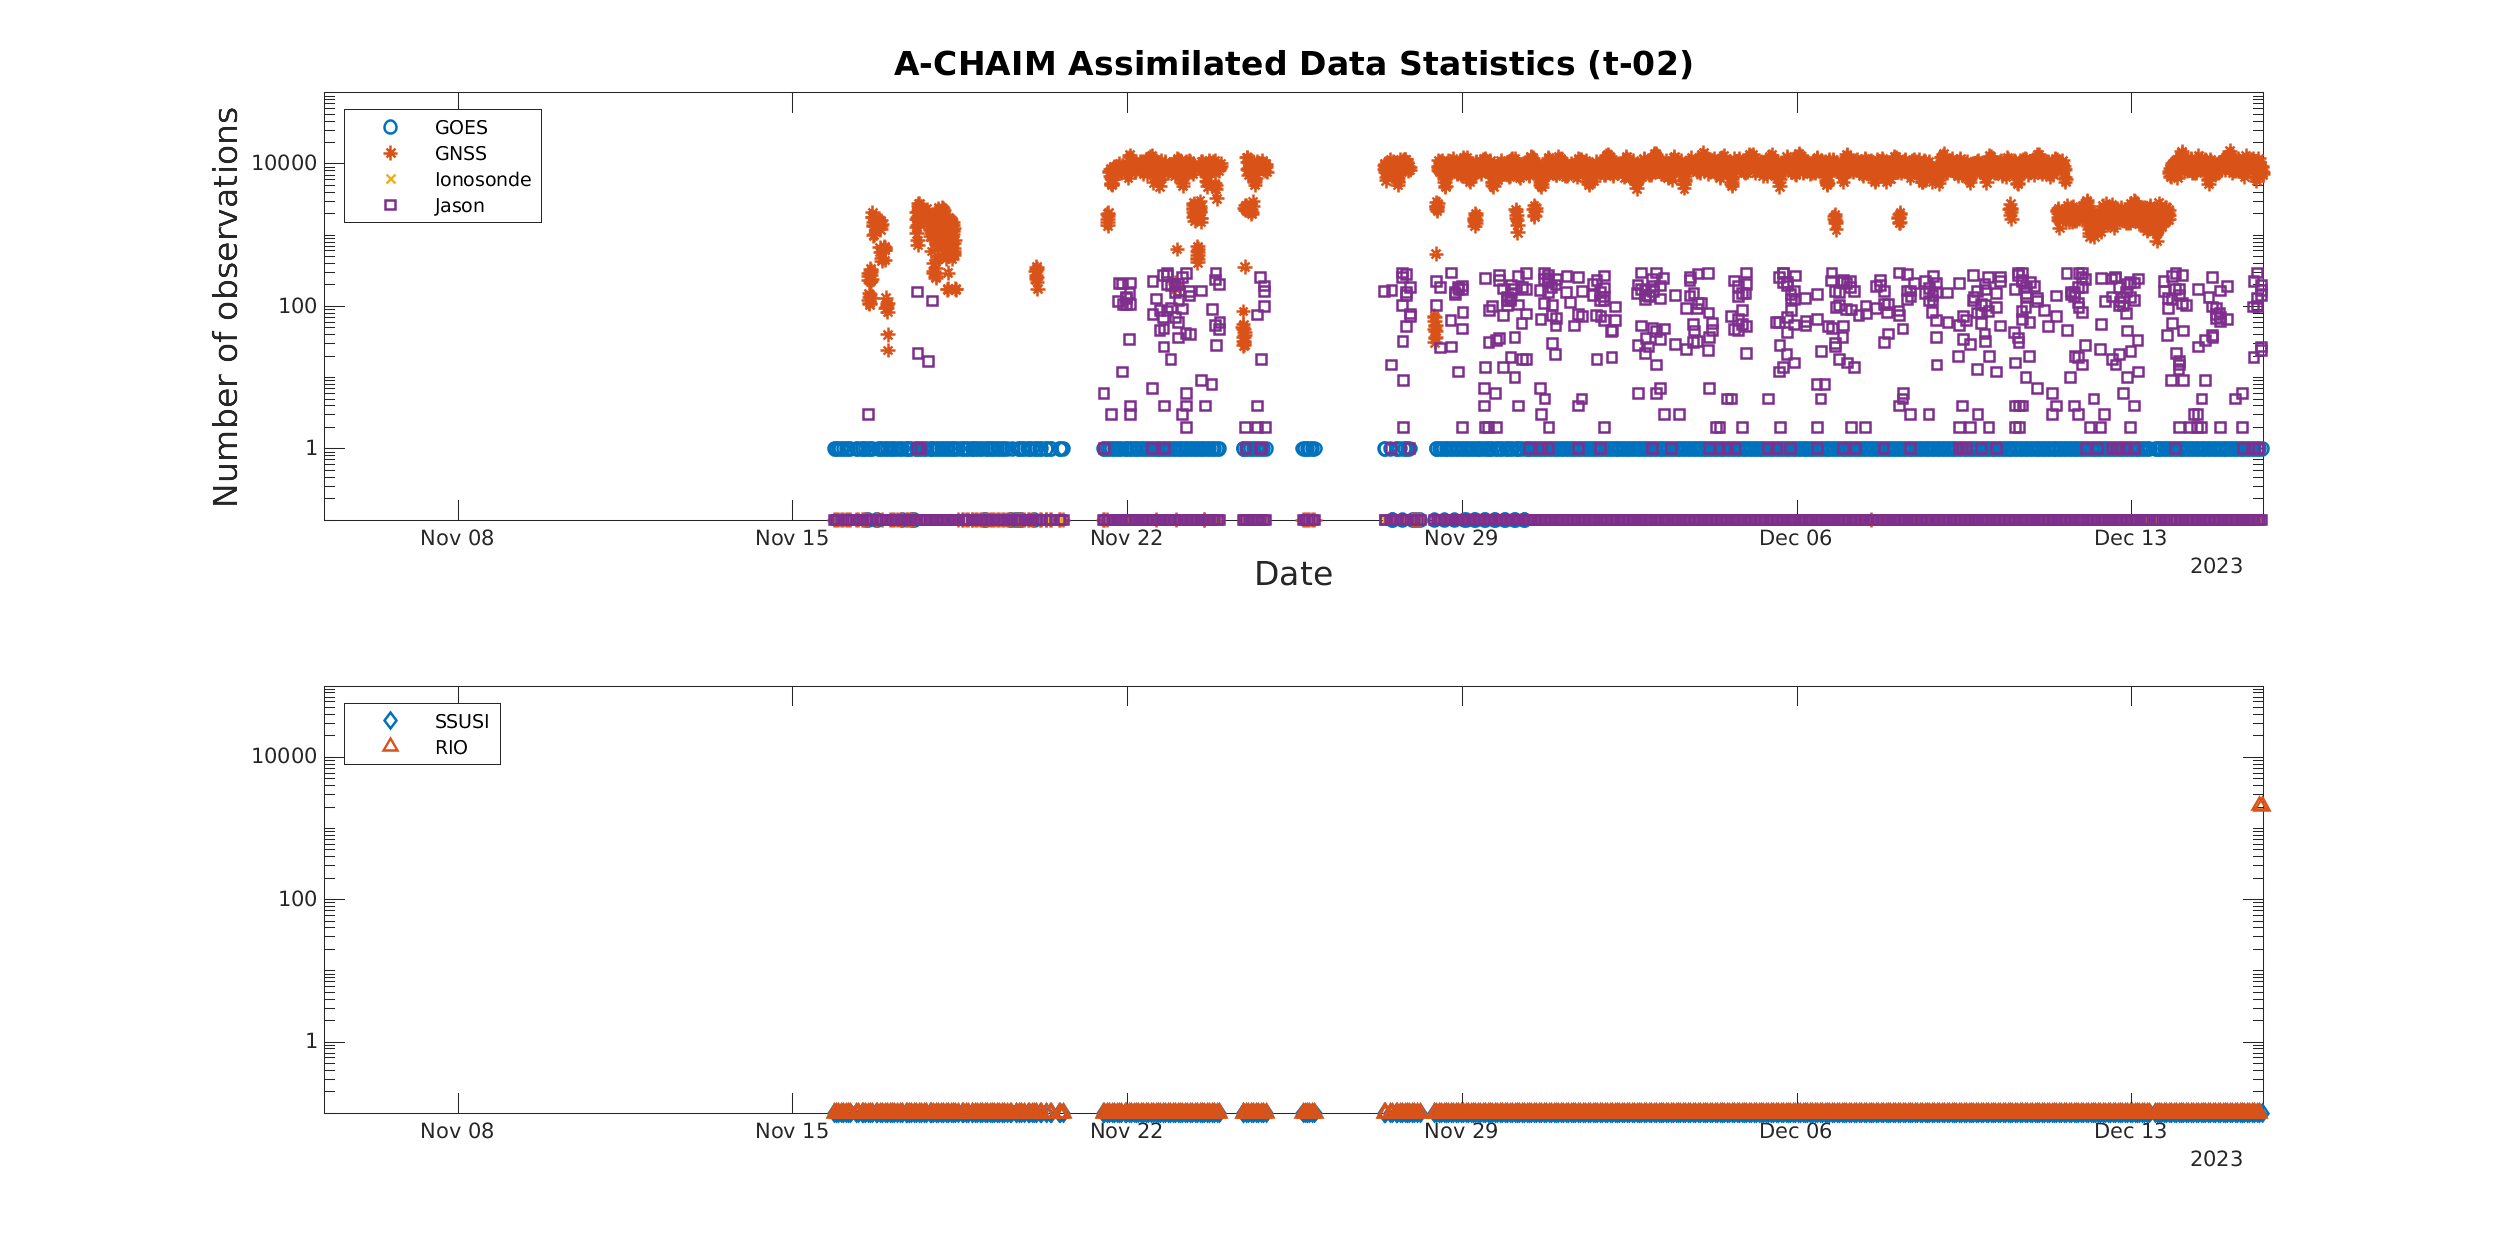 A-CHAIM Assimilated Data Statistics (t-02)
Number of observations
10000
100
1
GOES
GNSS
Ionosonde
Jason
Nov 08
Nov 15
Nov 22
Nov 29
Dec 06
Dec 13
2023
Date
10000
100
1
SSUSI
RIO
Nov 08
Nov 15
Nov 22
Nov 29
Dec 06
Dec 13
2023